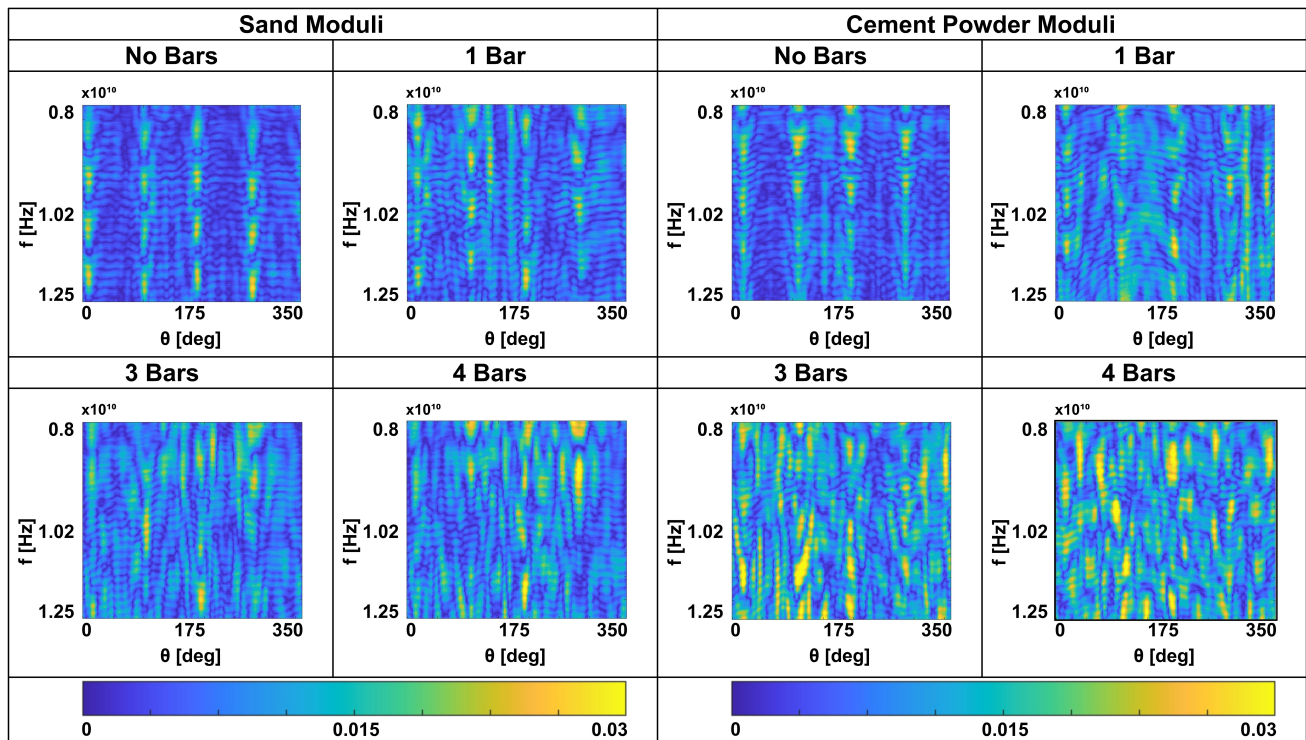 Sand Moduli
Cement Powder Moduli
No Bars
1 Bar
No Bars
1 Bar
x10¹⁰
0.8
f [Hz]
1.02
1.25
0
175
350
θ [deg]
x10¹⁰
0.8
f [Hz]
1.02
1.25
0
175
350
θ [deg]
x10¹⁰
0.8
f [Hz]
1.02
1.25
0
175
350
θ [deg]
x10¹⁰
0.8
f [Hz]
1.02
1.25
0
175
350
θ [deg]
3 Bars
4 Bars
3 Bars
4 Bars
x10¹⁰
0.8
f [Hz]
1.02
1.25
0
175
350
θ [deg]
x10¹⁰
0.8
f [Hz]
1.02
1.25
0
175
350
θ [deg]
x10¹⁰
0.8
f [Hz]
1.02
1.25
0
175
350
θ [deg]
x10¹⁰
0.8
f [Hz]
1.02
1.25
0
175
350
θ [deg]
0
0.015
0.03
0
0.015
0.03